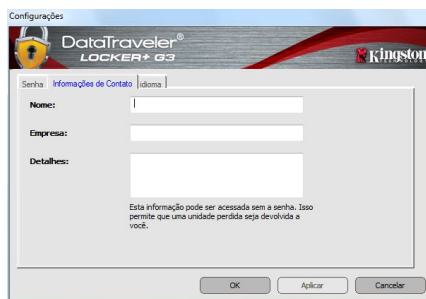 Configurações
DataTraveler®
LOCKER+ G3
Kingston
TECHNOLOGY
Senha Informações de Contato idioma
Nome:
Empresa:
Detalhes:
Esta informação pode ser acessada sem a senha. Isso
permite que uma unidade perdida seja devolvida a
você.
OK Aplicar Cancelar